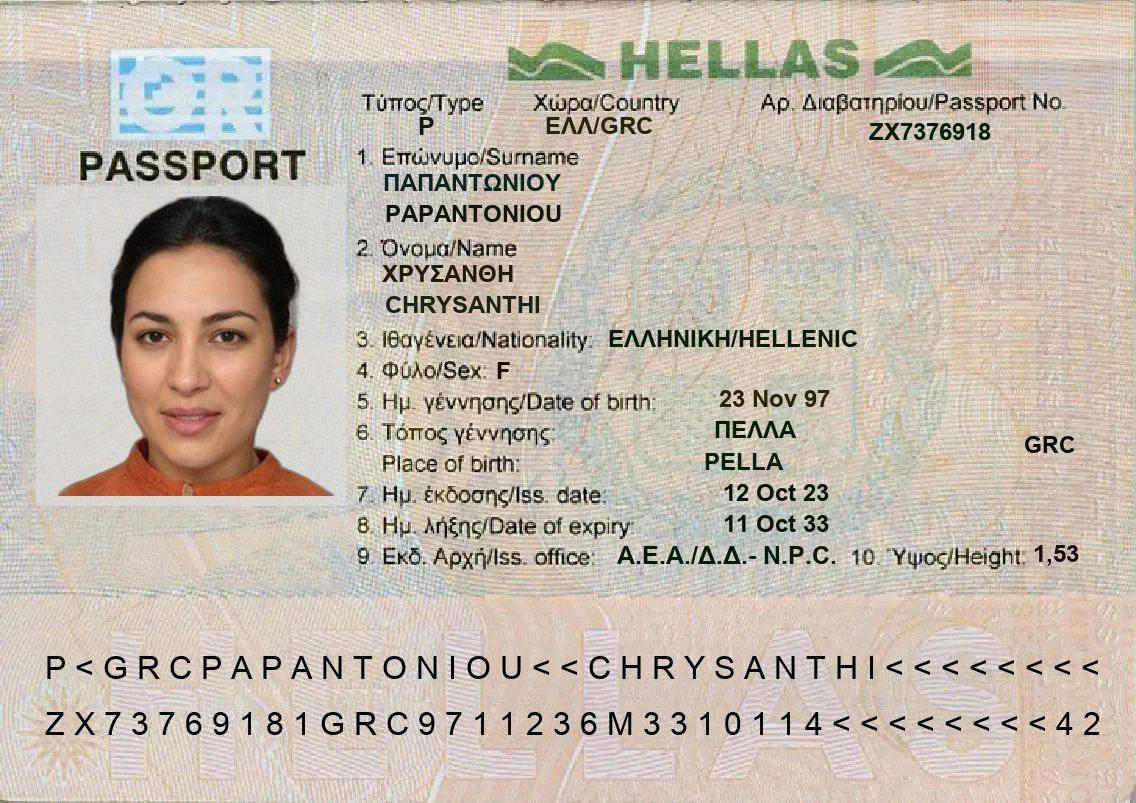 GR
HELLAS
PASSPORT
Τύπος/Type Χώρα/Country Αρ. Διαβατηρίου/Passport No.
P ΕΛΛ/GRC ZX7376918
1. Επώνυμο/Surname
ΠΑΠΑΝΤΩΝΙΟΥ
PAPANTONIOU
2. Όνομα/Name
ΧΡΥΣΑΝΘΗ
CHRYSANTHI
3. Ιθαγένεια/Nationality: ΕΛΛΗΝΙΚΗ/HELLENIC
4. Φύλο/Sex: F
5. Ημ. γέννησης/Date of birth: 23 Nov 97
6. Τόπος γέννησης: ΠΕΛΛΑ
Place of birth: PELLA GRC
7. Ημ. έκδοσης/Iss. date: 12 Oct 23
8. Ημ. λήξης/Date of expiry: 11 Oct 33
9 Εκδ. Αρχή/Iss. office: Α.Ε.Α./Δ.Δ.- N.P.C. 10. Ύψος/Height: 1,53
HELLAS
P<GRCPAPANTONIOU<<CHRYSANTHI<<<<<<<<
ZX73769181GRC9711236M3310114<<<<<<<<42